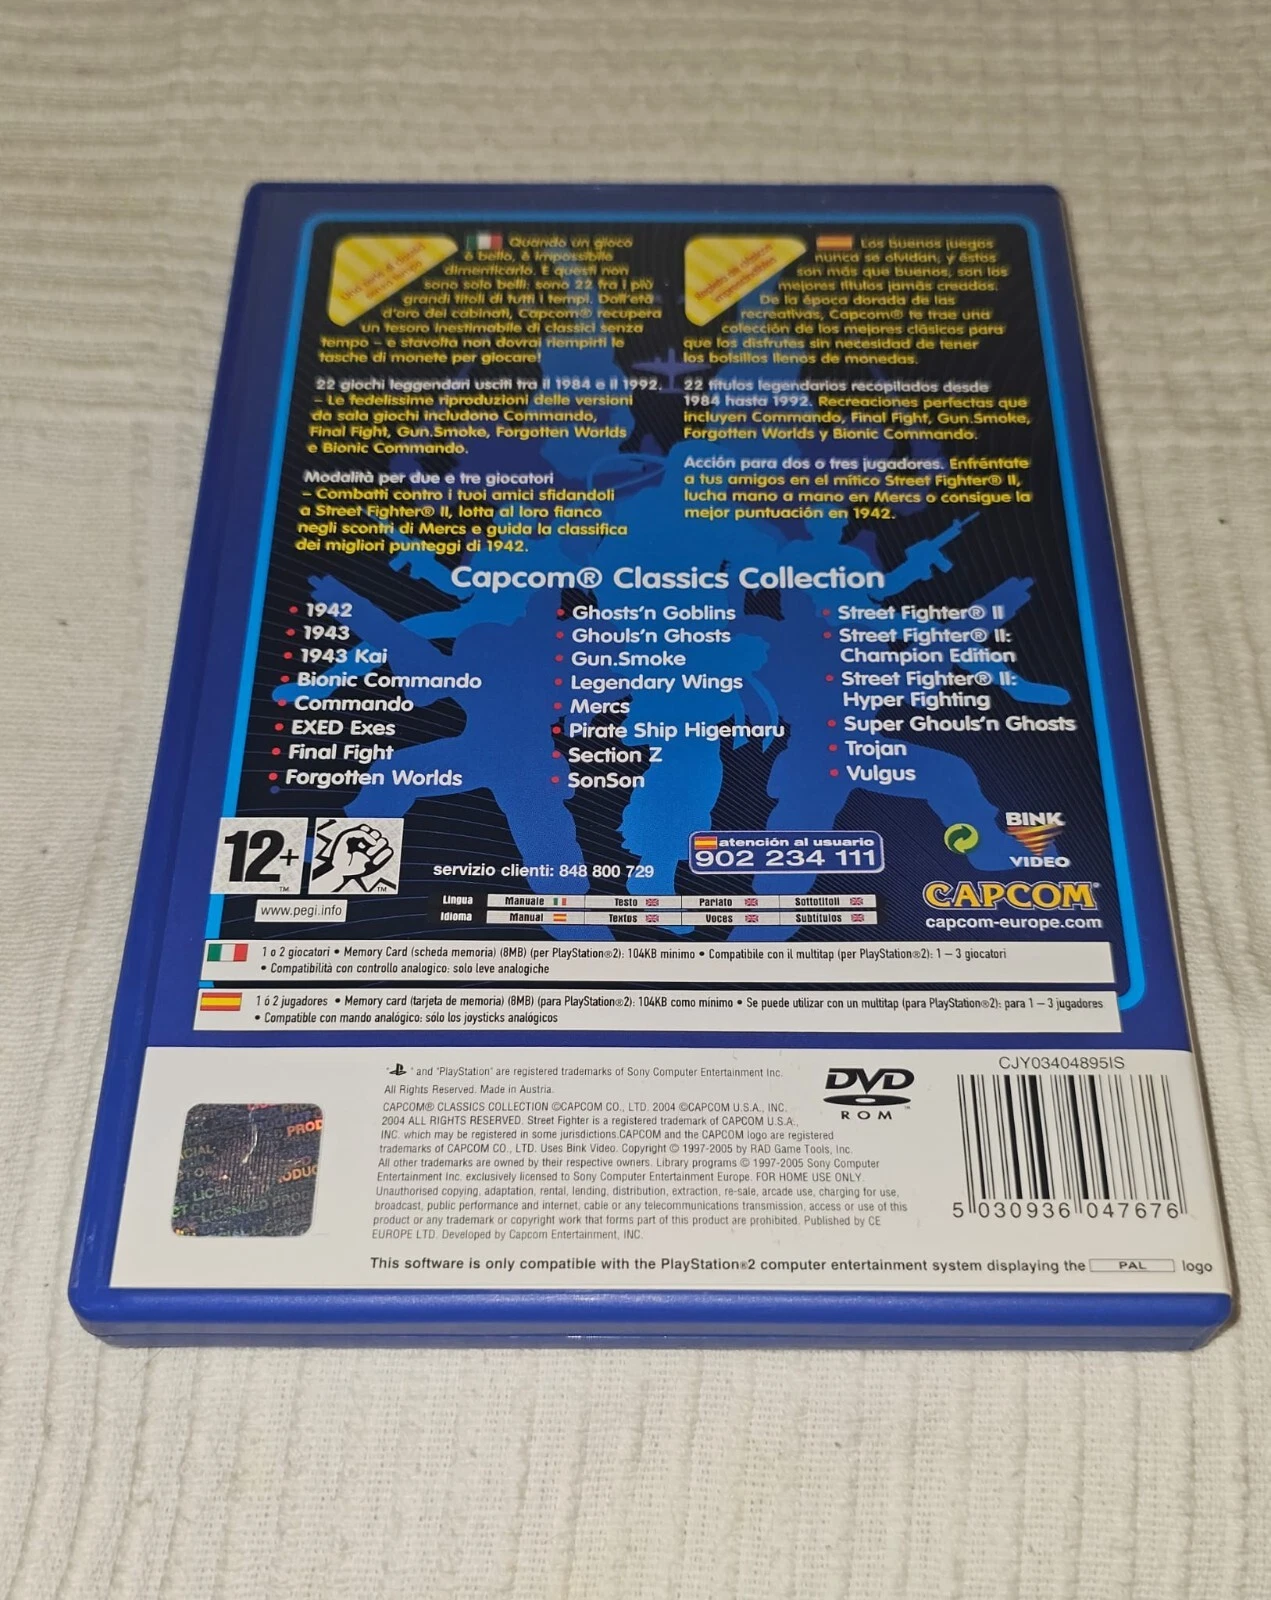 Quando un gioco
è bello, è impossibile
dimenticarlo. E questi non
sono solo belli: sono 22 fra i più
grandi titoli di tutti i tempi. Dall'età
d'oro dei cabinati, Capcom® recupera
un tesoro inestimabile di classici senza
tempo – e stavolta non dovrai riempirti le
tasche di monete per giocare!
22 giochi leggendari usciti tra il 1984 e il 1992.
– Le fedelissime riproduzioni delle versioni
da sala giochi includono Commando,
Final Fight, Gun.Smoke, Forgotten Worlds
e Bionic Commando.
Modalità per due e tre giocatori
– Combatti contro i tuoi amici sfidandoli
a Street Fighter® II, lotta al loro fianco
negli scontri di Mercs e guida la classifica
dei migliori punteggi di 1942.
Los buenos juegos
nunca se olvidan, y éstos
son más que buenos, son los
mejores títulos jamás creados.
De la época dorada de las
recreativas, Capcom® te trae una
colección de los mejores clásicos para
que los disfrutes sin necesidad de tener
los bolsillos llenos de monedas.
22 títulos legendarios recopilados desde
1984 hasta 1992. Recreaciones perfectas que
incluyen Commando, Final Fight, Gun.Smoke,
Forgotten Worlds y Bionic Commando.
Acción para dos o tres jugadores. Enfréntate
a tus amigos en el mítico Street Fighter® II,
lucha mano a mano en Mercs o consigue la
mejor puntuación en 1942.
Capcom® Classics Collection
• 1942
• 1943
• 1943 Kai
• Bionic Commando
• Commando
• EXED Exes
• Final Fight
• Forgotten Worlds
• Ghosts'n Goblins
• Ghouls'n Ghosts
• Gun.Smoke
• Legendary Wings
• Mercs
• Pirate Ship Higemaru
• Section Z
• SonSon
• Street Fighter® II
• Street Fighter® II:
Champion Edition
• Street Fighter® II:
Hyper Fighting
• Super Ghouls'n Ghosts
• Trojan
• Vulgus
12+
TM
TM
www.pegi.info
servizio clienti: 848 800 729
atención al usuario
902 234 111
BINK
VIDEO
CAPCOM®
capcom-europe.com
Lingua Manuale Testo Parlato Sottotitoli
Idioma Manual Textos Voces Subtítulos
1 o 2 giocatori • Memory Card (scheda memoria) (8MB) (per PlayStation®2): 104KB minimo • Compatibile con il multitap (per PlayStation®2): 1 – 3 giocatori
• Compatibilità con controllo analogico: solo leve analogiche
1 ó 2 jugadores • Memory card (tarjeta de memoria) (8MB) (para PlayStation®2): 104KB como mínimo • Se puede utilizar con un multitap (para PlayStation®2): para 1 – 3 jugadores
• Compatible con mando analógico: sólo los joysticks analógicos
" " and "PlayStation" are registered trademarks of Sony Computer Entertainment Inc.
All Rights Reserved. Made in Austria.
CAPCOM® CLASSICS COLLECTION ©CAPCOM CO., LTD. 2004 ©CAPCOM U.S.A., INC.
2004 ALL RIGHTS RESERVED. Street Fighter is a registered trademark of CAPCOM U.S.A.,
INC. which may be registered in some jurisdictions.CAPCOM and the CAPCOM logo are registered
trademarks of CAPCOM CO., LTD. Uses Bink Video. Copyright © 1997-2005 by RAD Game Tools, Inc.
All other trademarks are owned by their respective owners. Library programs © 1997-2005 Sony Computer
Entertainment Inc. exclusively licensed to Sony Computer Entertainment Europe. FOR HOME USE ONLY.
Unauthorised copying, adaptation, rental, lending, distribution, extraction, re-sale, arcade use, charging for use,
broadcast, public performance and internet, cable or any telecommunications transmission, access or use of this
product or any trademark or copyright work that forms part of this product are prohibited. Published by CE
EUROPE LTD. Developed by Capcom Entertainment, INC.
DVD
ROM
CJY03404895IS
5 030936 047676
This software is only compatible with the PlayStation®2 computer entertainment system displaying the PAL logo